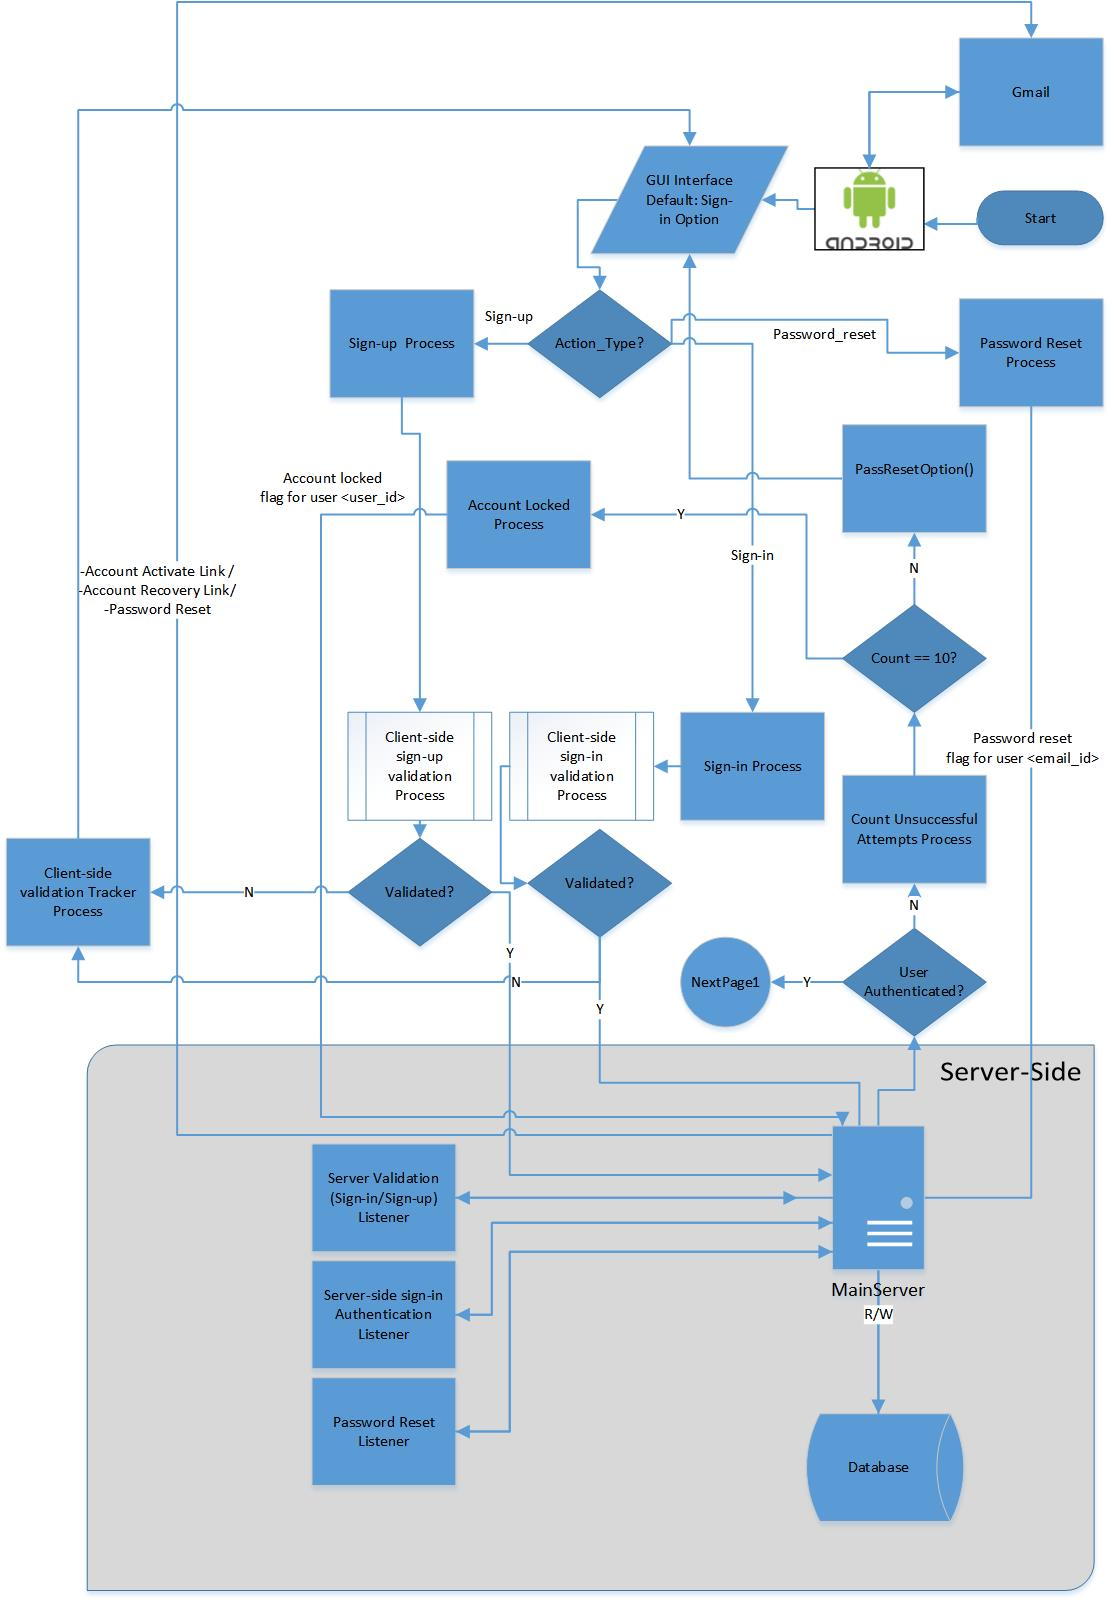 Gmail
GUI Interface
Default: Sign-
in Option
ANDROID
Start
Sign-up
Sign-up Process
Action_Type?
Password_reset
Password Reset
Process
PassResetOption()
Account locked
flag for user <user_id>
Account Locked
Process
Y
Sign-in
N
-Account Activate Link /
-Account Recovery Link/
-Password Reset
Count == 10?
Client-side
sign-up
validation
Process
Client-side
sign-in
validation
Process
Sign-in Process
Password reset
flag for user <email_id>
Count Unsuccessful
Attempts Process
Client-side
validation Tracker
Process
N
Validated?
Validated?
N
Y
N
Y
NextPage1
Y
User
Authenticated?
Server-Side
Server Validation
(Sign-in/Sign-up)
Listener
Server-side sign-in
Authentication
Listener
MainServer
R/W
Password Reset
Listener
Database